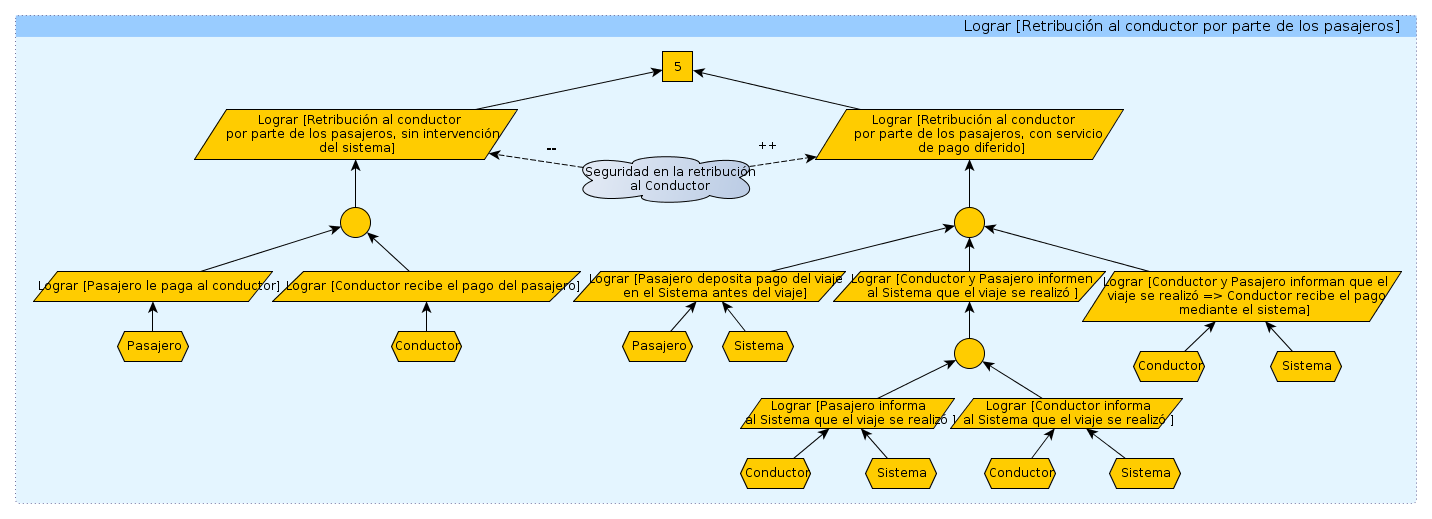 Lograr [Retribución al conductor por parte de los pasajeros]
5
Lograr [Retribución al conductor
por parte de los pasajeros, sin intervención
del sistema]
Lograr [Retribución al conductor
por parte de los pasajeros, con servicio
de pago diferido]
--
++
Seguridad en la retribución
al Conductor
Lograr [Pasajero le paga al conductor]
Lograr [Conductor recibe el pago del pasajero]
Lograr [Pasajero deposita pago del viaje
en el Sistema antes del viaje]
Lograr [Conductor y Pasajero informen
al Sistema que el viaje se realizó ]
Lograr [Conductor y Pasajero informan que el
viaje se realizó => Conductor recibe el pago
mediante el sistema]
Pasajero
Conductor
Pasajero
Sistema
Conductor
Sistema
Lograr [Pasajero informa
al Sistema que el viaje se realizó ]
Lograr [Conductor informa
al Sistema que el viaje se realizó ]
Conductor
Sistema
Conductor
Sistema